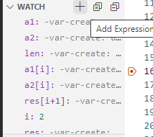 WATCH
a1: -var-create:
Add Expression
a2: -var-create:
len: -var-create:
a1[i]: -var-create: 16
a2[i]: -var-create:
res[i+1]: -var-create:
i: 2
res: -var-create: